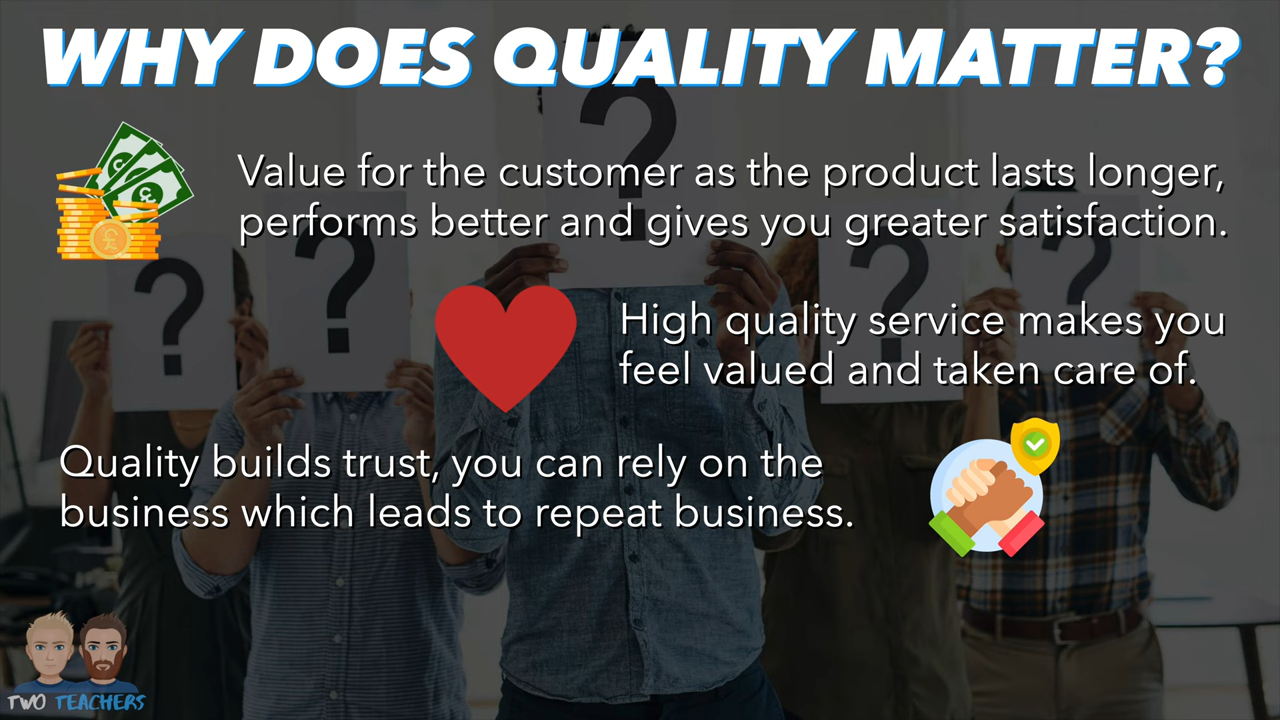 WHY DOES QUALITY MATTER?
Value for the customer as the product lasts longer,
performs better and gives you greater satisfaction.
High quality service makes you
feel valued and taken care of.
Quality builds trust, you can rely on the
business which leads to repeat business.
TWO TEACHERS
? ? ? ? ?
£